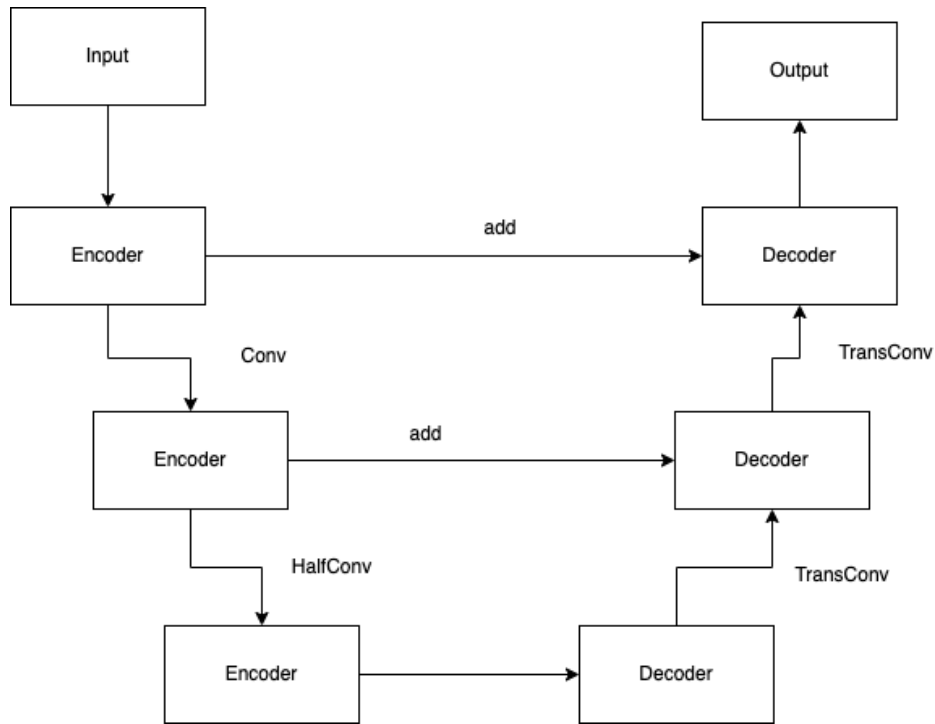 Input
Output
Encoder
add
Decoder
Conv
TransConv
Encoder
add
Decoder
HalfConv
TransConv
Encoder
Decoder